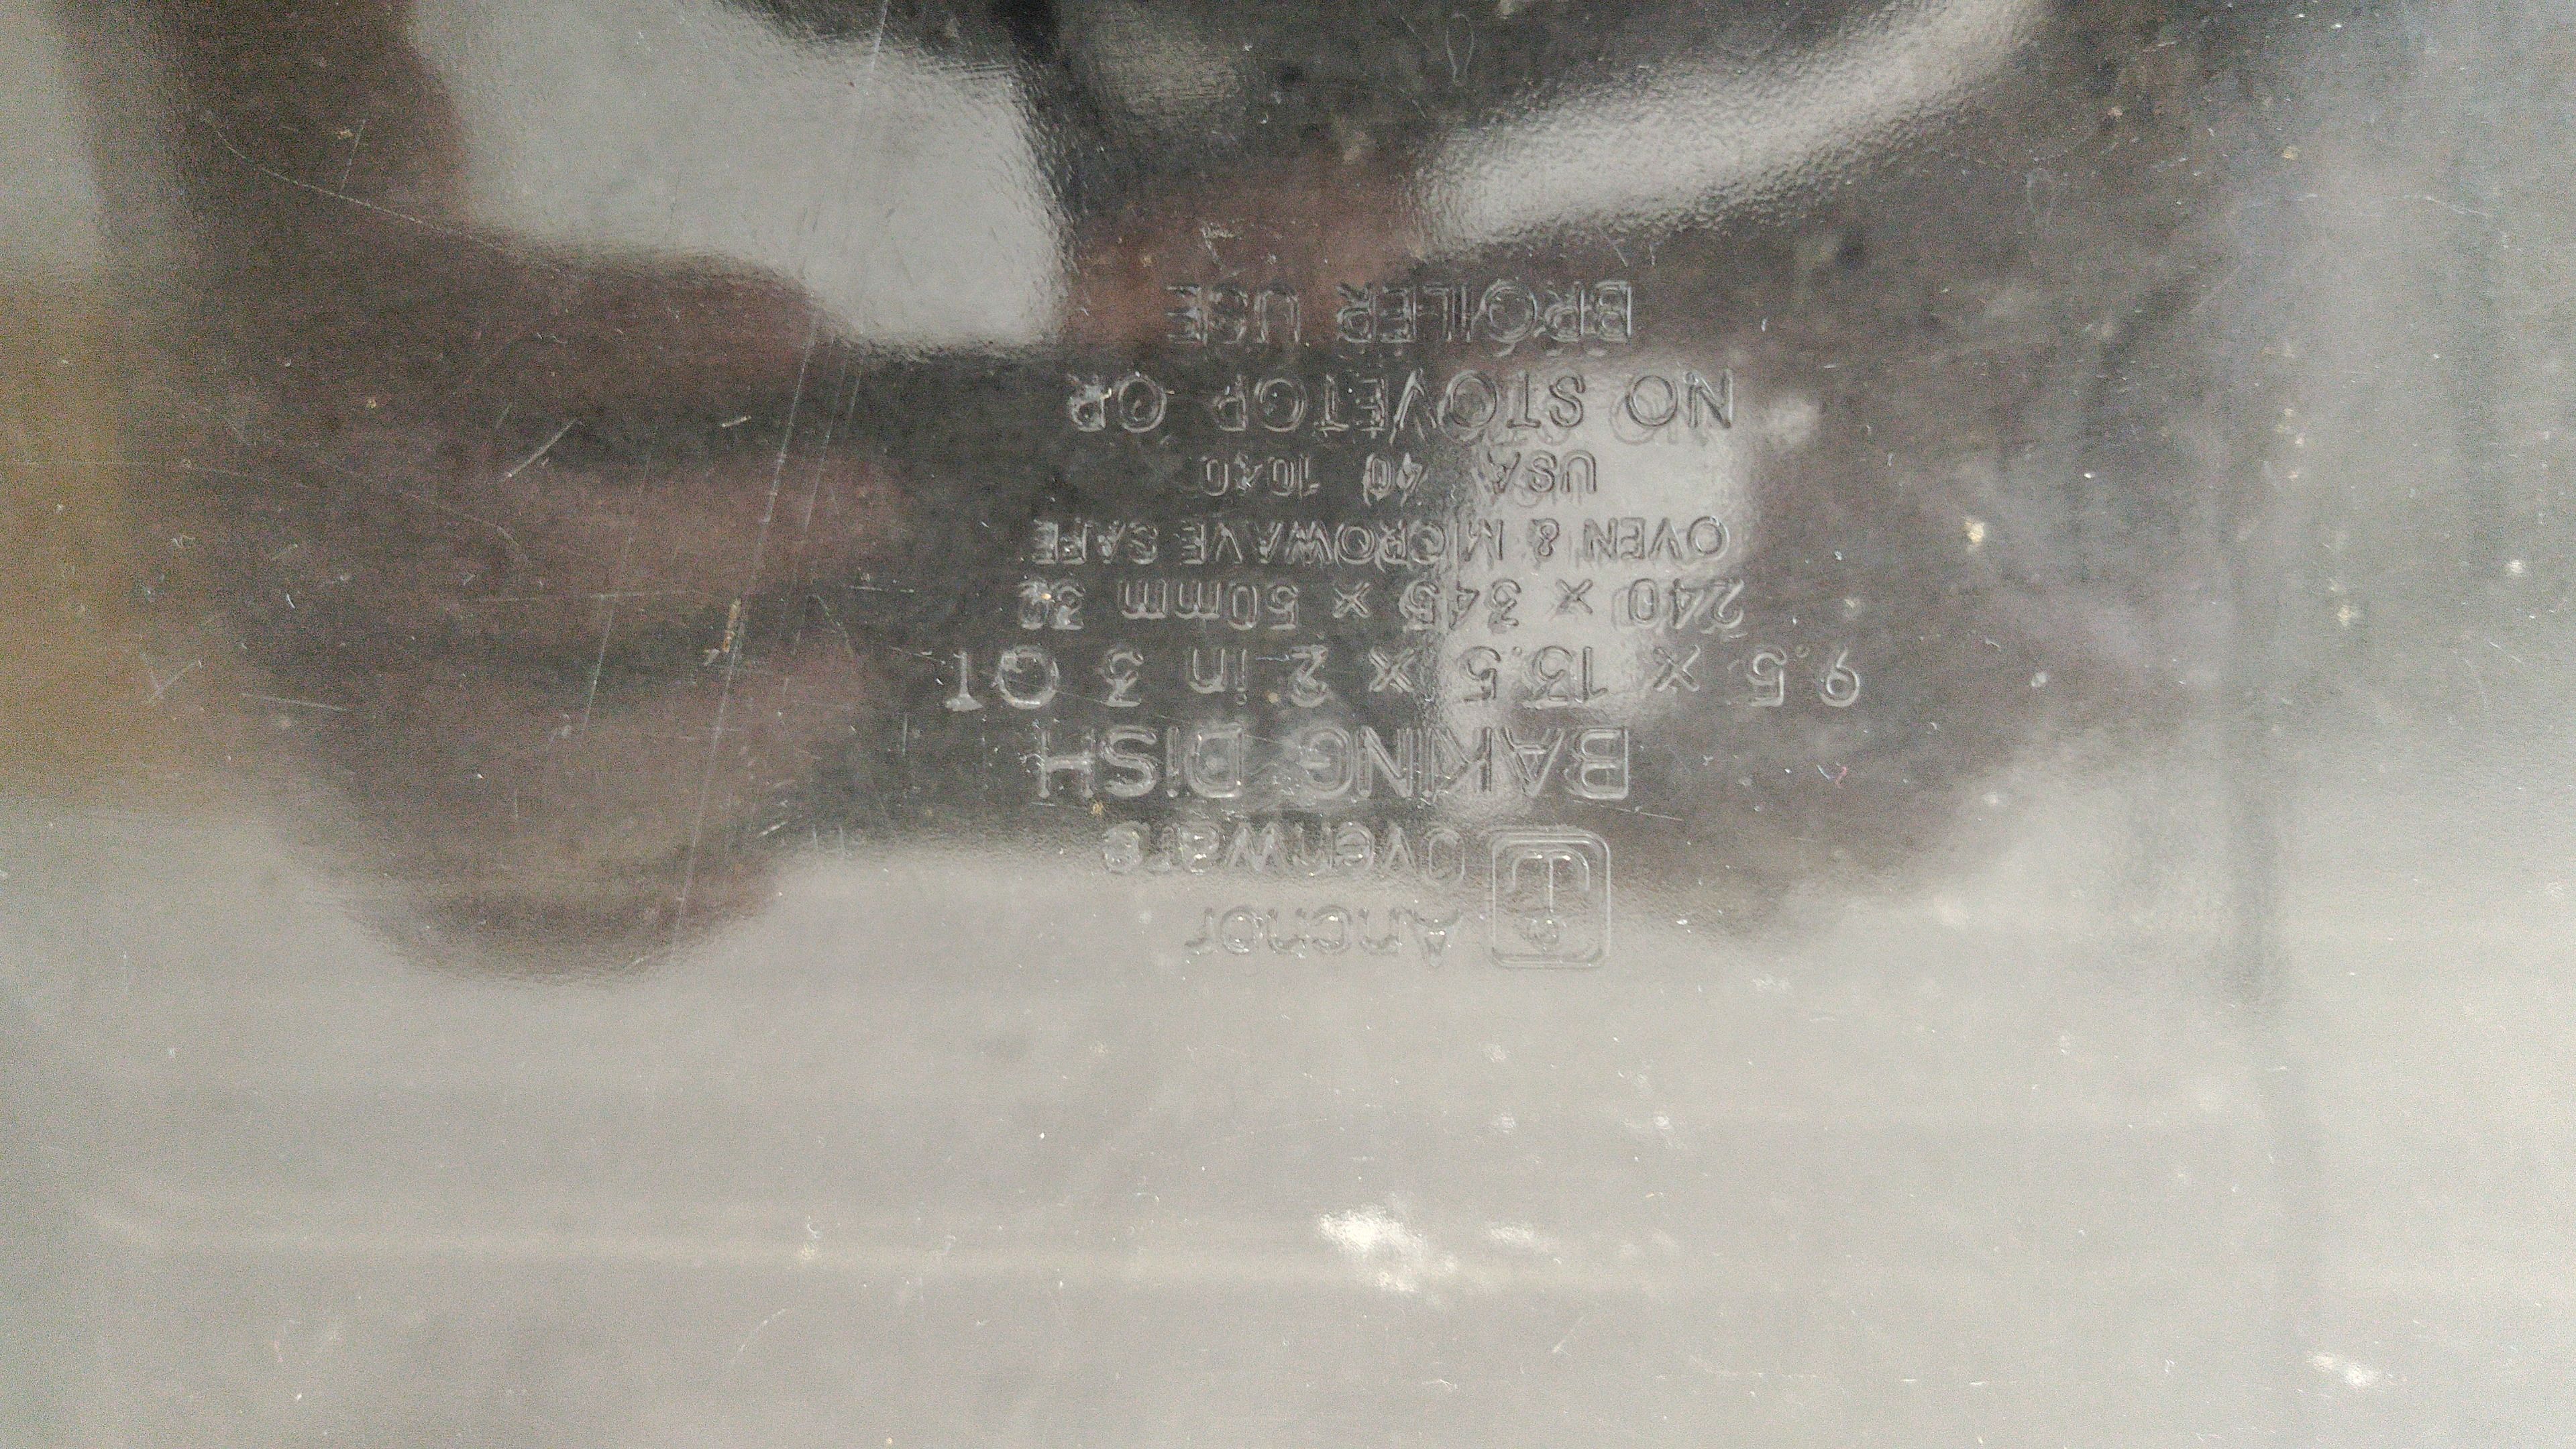 Anchor
Ovenware
BAKING DISH
9.5 x 13.5 x 2 in 3 QT
240 x 345 x 50mm 3ℓ
OVEN & MICROWAVE SAFE
USA 40 1040
NO STOVETOP OR
BROILER USE